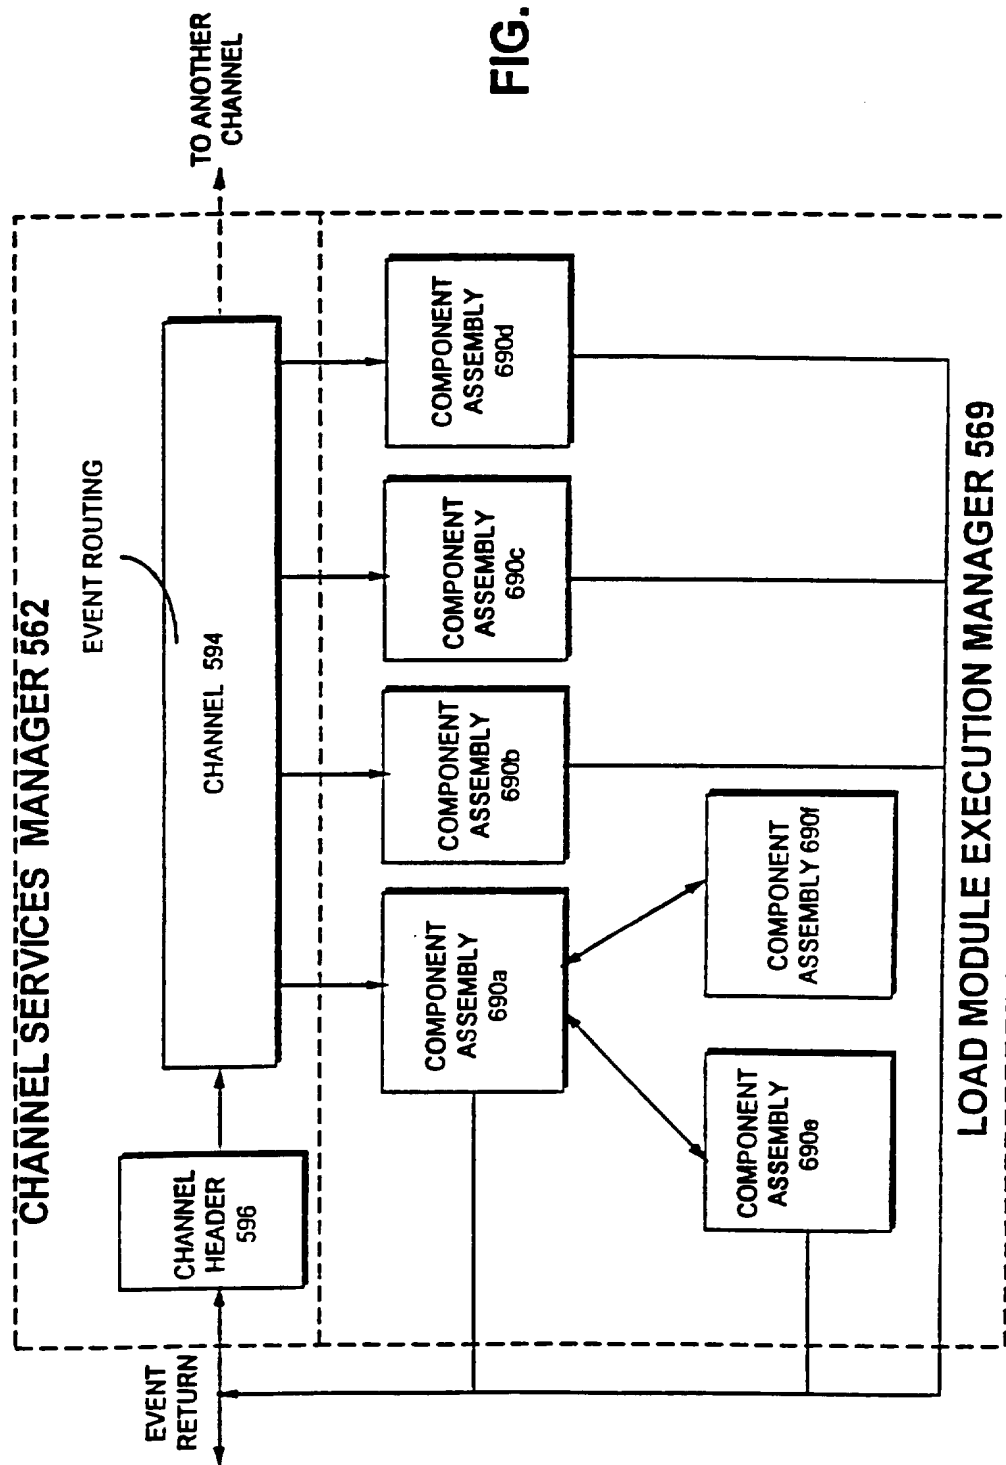 CHANNEL SERVICES MANAGER 562
EVENT ROUTING
TO ANOTHER
CHANNEL
EVENT
RETURN
CHANNEL
HEADER
596
CHANNEL 594
COMPONENT
ASSEMBLY
690a
COMPONENT
ASSEMBLY
690b
COMPONENT
ASSEMBLY
690c
COMPONENT
ASSEMBLY
690d
COMPONENT
ASSEMBLY
690e
COMPONENT
ASSEMBLY 690f
LOAD MODULE EXECUTION MANAGER 569
FIG.